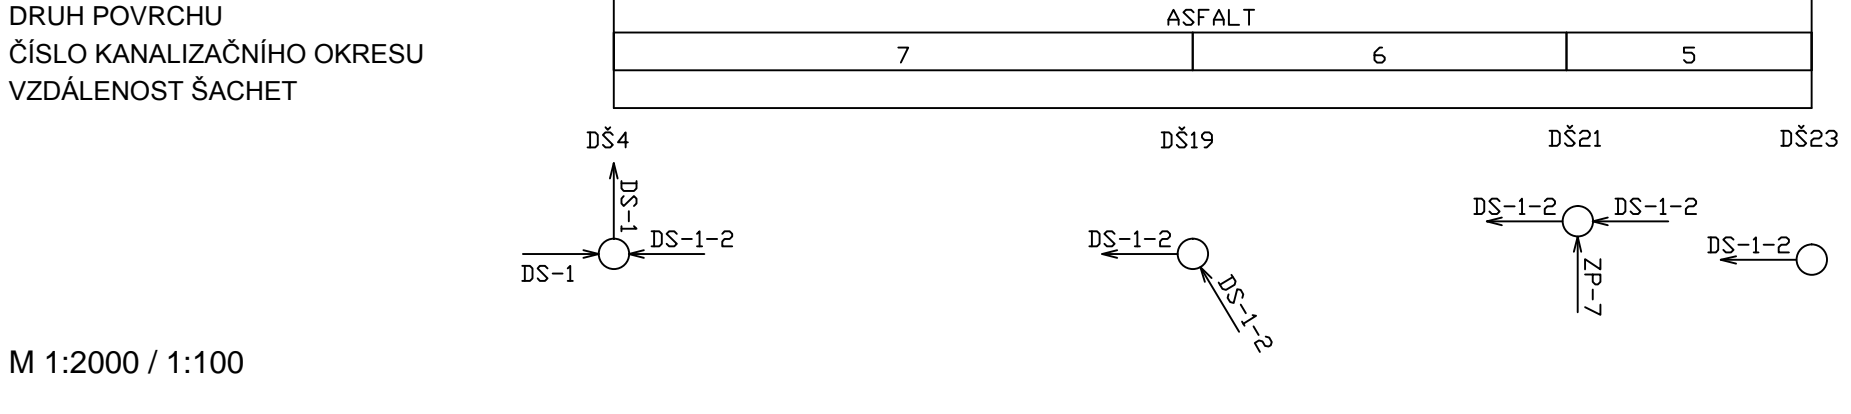 DRUH POVRCHU
ASFALT
ČÍSLO KANALIZAČNÍHO OKRESU
7 6 5
VZDÁLENOST ŠACHET
DŠ4 DŠ19 DŠ21 DŠ23
DS-1
DS-1-2
DS-1
DS-1-2
DS-1-2
DS-1-2 DS-1-2
ZP-7
DS-1-2
M 1:2000 / 1:100